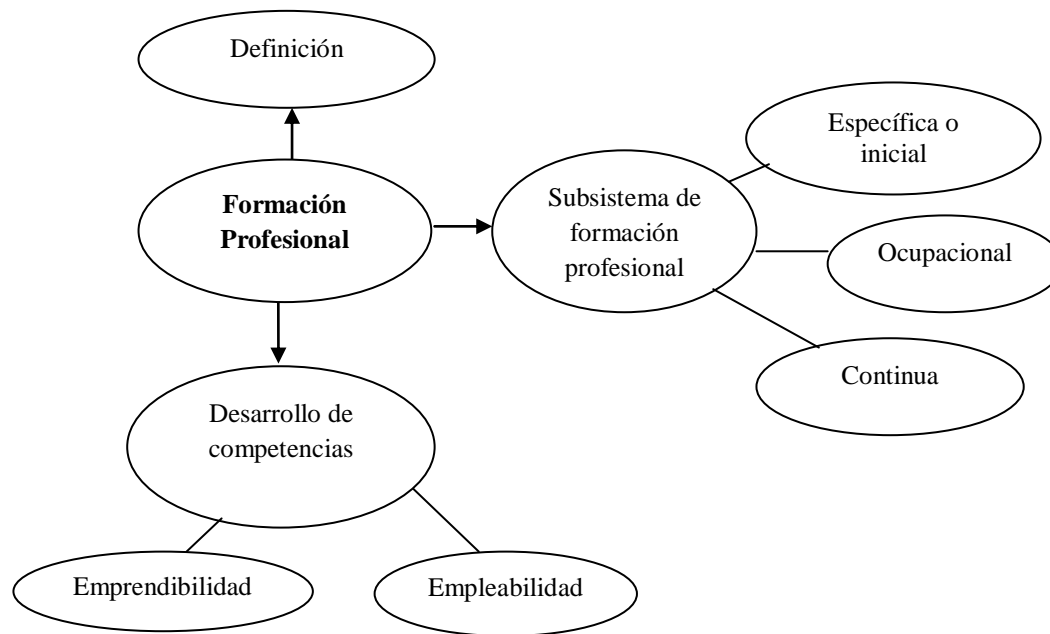 Definición
Formación
Profesional
Subsistema de
formación
profesional
Específica o
inicial
Ocupacional
Continua
Desarrollo de
competencias
Emprendibilidad
Empleabilidad